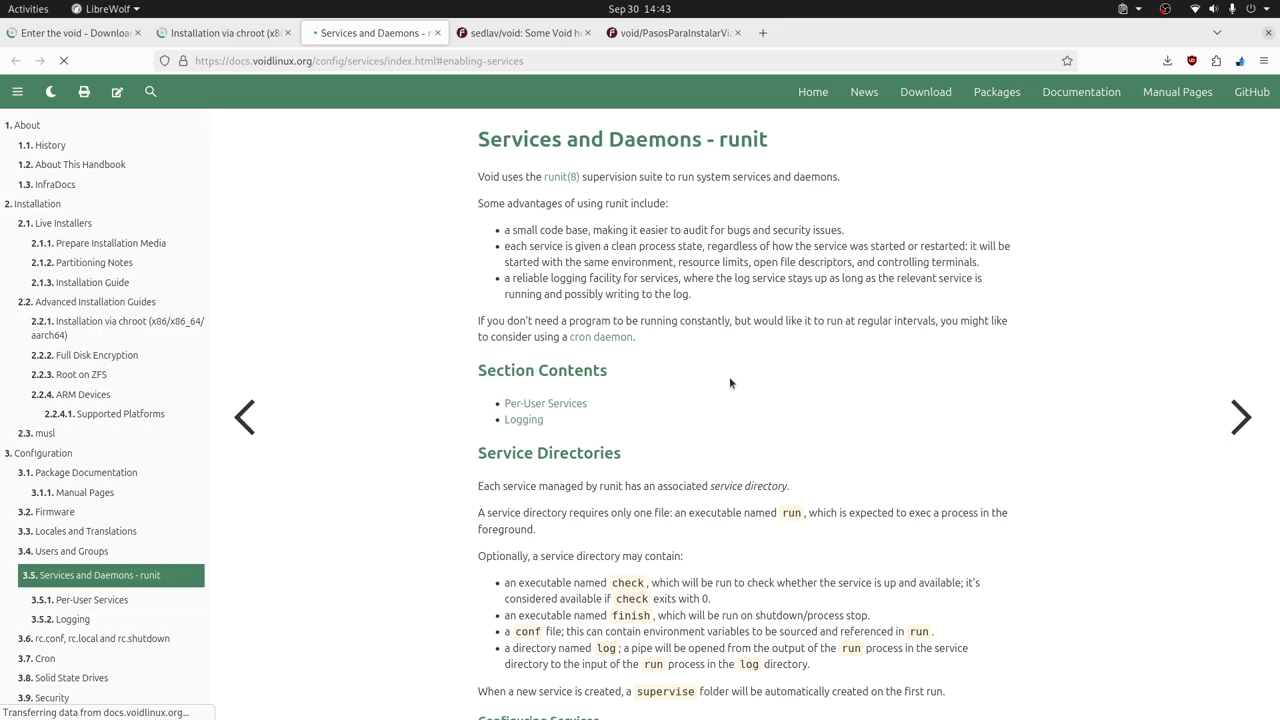 Activities
LibreWolf
Sep 30 14:43
Enter the void - Downloa
Installation via chroot (x8
Services and Daemons - r
sedlav/void: Some Void h
void/PasosParaInstalarVi
https://docs.voidlinux.org/config/services/index.html#enabling-services
Home
News
Download
Packages
Documentation
Manual Pages
GitHub
1. About
1.1. History
1.2. About This Handbook
1.3. InfraDocs
2. Installation
2.1. Live Installers
2.1.1. Prepare Installation Media
2.1.2. Partitioning Notes
2.1.3. Installation Guide
2.2. Advanced Installation Guides
2.2.1. Installation via chroot (x86/x86_64/
aarch64)
2.2.2. Full Disk Encryption
2.2.3. Root on ZFS
2.2.4. ARM Devices
2.2.4.1. Supported Platforms
2.3. musl
3. Configuration
3.1. Package Documentation
3.1.1. Manual Pages
3.2. Firmware
3.3. Locales and Translations
3.4. Users and Groups
3.5. Services and Daemons - runit
3.5.1. Per-User Services
3.5.2. Logging
3.6. rc.conf, rc.local and rc.shutdown
3.7. Cron
3.8. Solid State Drives
3.9. Security
Transferring data from docs.voidlinux.org...
Services and Daemons - runit
Void uses the runit(8) supervision suite to run system services and daemons.
Some advantages of using runit include:
• a small code base, making it easier to audit for bugs and security issues.
• each service is given a clean process state, regardless of how the service was started or restarted: it will be
started with the same environment, resource limits, open file descriptors, and controlling terminals.
• a reliable logging facility for services, where the log service stays up as long as the relevant service is
running and possibly writing to the log.
If you don't need a program to be running constantly, but would like it to run at regular intervals, you might like
to consider using a cron daemon.
Section Contents
• Per-User Services
• Logging
Service Directories
Each service managed by runit has an associated service directory.
A service directory requires only one file: an executable named run, which is expected to exec a process in the
foreground.
Optionally, a service directory may contain:
• an executable named check, which will be run to check whether the service is up and available; it's
considered available if check exits with 0.
• an executable named finish, which will be run on shutdown/process stop.
• a conf file; this can contain environment variables to be sourced and referenced in run.
• a directory named log; a pipe will be opened from the output of the run process in the service
directory to the input of the run process in the log directory.
When a new service is created, a supervise folder will be automatically created on the first run.
Configuring Services